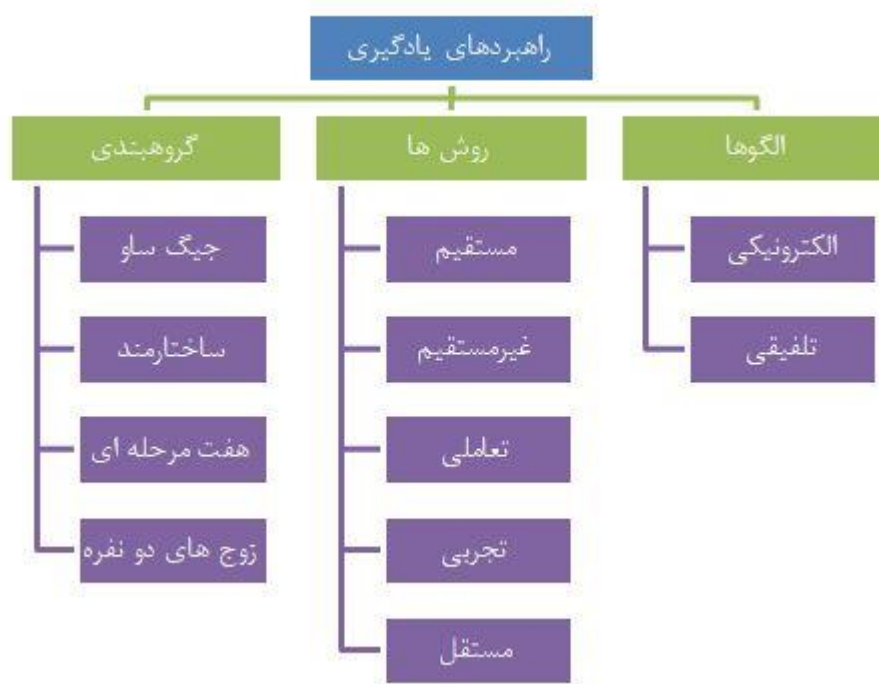 راهبردهای یادگیری
الگوها
الکترونیکی
تلفیقی
روش ها
مستقیم
غیرمستقیم
تعاملی
تجربی
مستقل
گروهبندی
جیگ ساو
ساختارمند
هفت مرحله ای
زوج های دو نفره